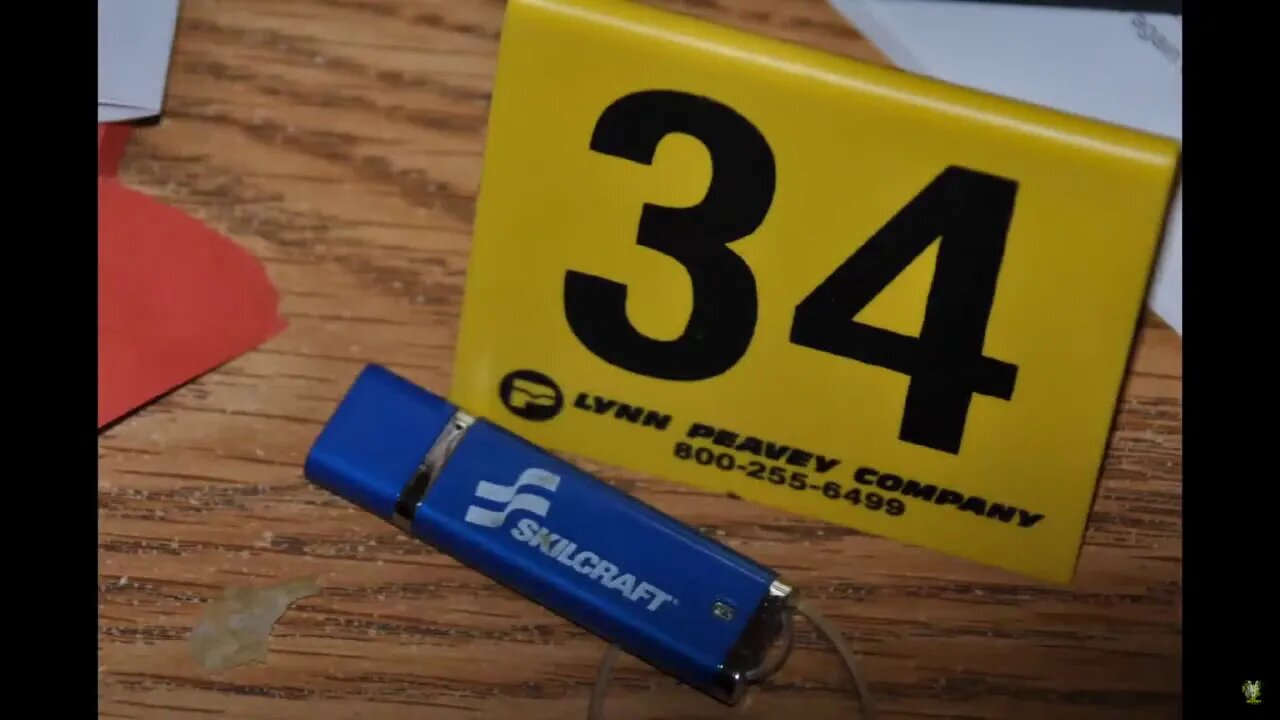 34
LYNN PEAVEY COMPANY
800-255-6499
SKILCRAFT